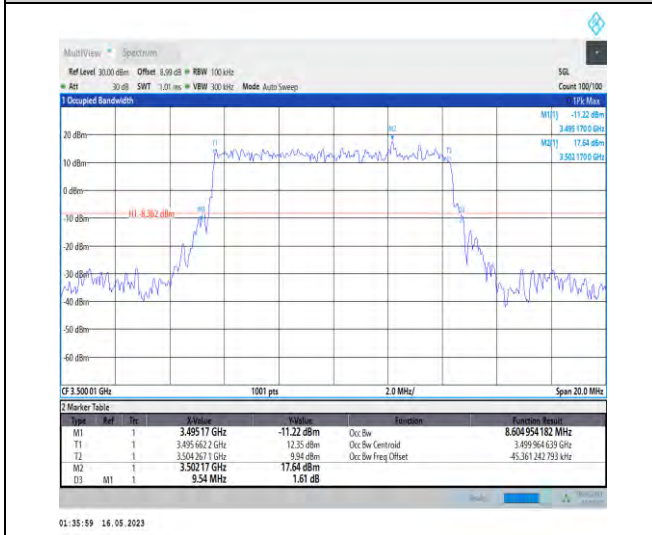 MultiView Spectrum
Ref Level 30.00 dBm Offset 8.99 dB RBW 100 kHz SGL
Att 30 dB SWT 1.01 ms VBW 300 kHz Mode Auto Sweep Count 100/100
1 Occupied Bandwidth 1Pk Max
M1[1] -11.22 dBm
3.495 170 0 GHz
M2[1] 17.64 dBm
3.502 170 0 GHz
M2
T1
T2
20 dBm
10 dBm
0 dBm
M1
H1 -8.362 dBm
-10 dBm
-30 dBm
-40 dBm
-50 dBm
-60 dBm
CF 3.500 01 GHz 1001 pts 2.0 MHz/ Span 20.0 MHz
2 Marker Table
Type Ref Trc X-Value Y-Value Function Function Result
M1 1 3.495 17 GHz -11.22 dBm Occ Bw 8.604 954 182 MHz
T1 1 3.495 662 2 GHz 12.35 dBm Occ Bw Centroid 3.499 964 639 GHz
T2 1 3.504 267 1 GHz 9.94 dBm Occ Bw Freq Offset -45.361 242 793 kHz
M2 1 3.502 17 GHz 17.64 dBm
D3 M1 1 9.54 MHz 1.61 dB
01:35:59 16.05.2023